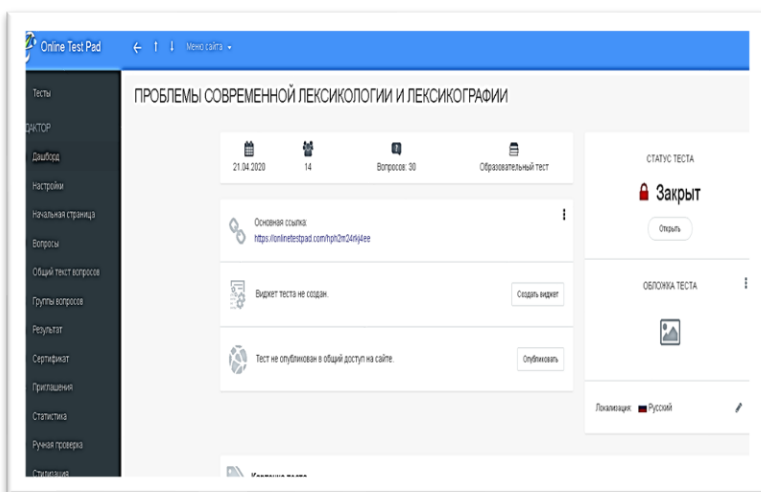 Online Test Pad
Меню сайта
Тесты
ДАКТОР
Дашборд
Настройки
Начальная страница
Вопросы
Общий текст вопросов
Группы вопросов
Результат
Сертификат
Приглашения
Статистика
Ручная проверка
Стилизация
ПРОБЛЕМЫ СОВРЕМЕННОЙ ЛЕКСИКОЛОГИИ И ЛЕКСИКОГРАФИИ
21.04.2020
14
Вопросов: 30
Образовательный тест
Основная ссылка:
https://onlinetestpad.com/hph2m24rkj4ee
Виджет теста не создан.
Создать виджет
Тест не опубликован в общий доступ на сайте.
Опубликовать
СТАТУС ТЕСТА
Закрыт
Открыть
ОБЛОЖКА ТЕСТА
Локализация: Русский